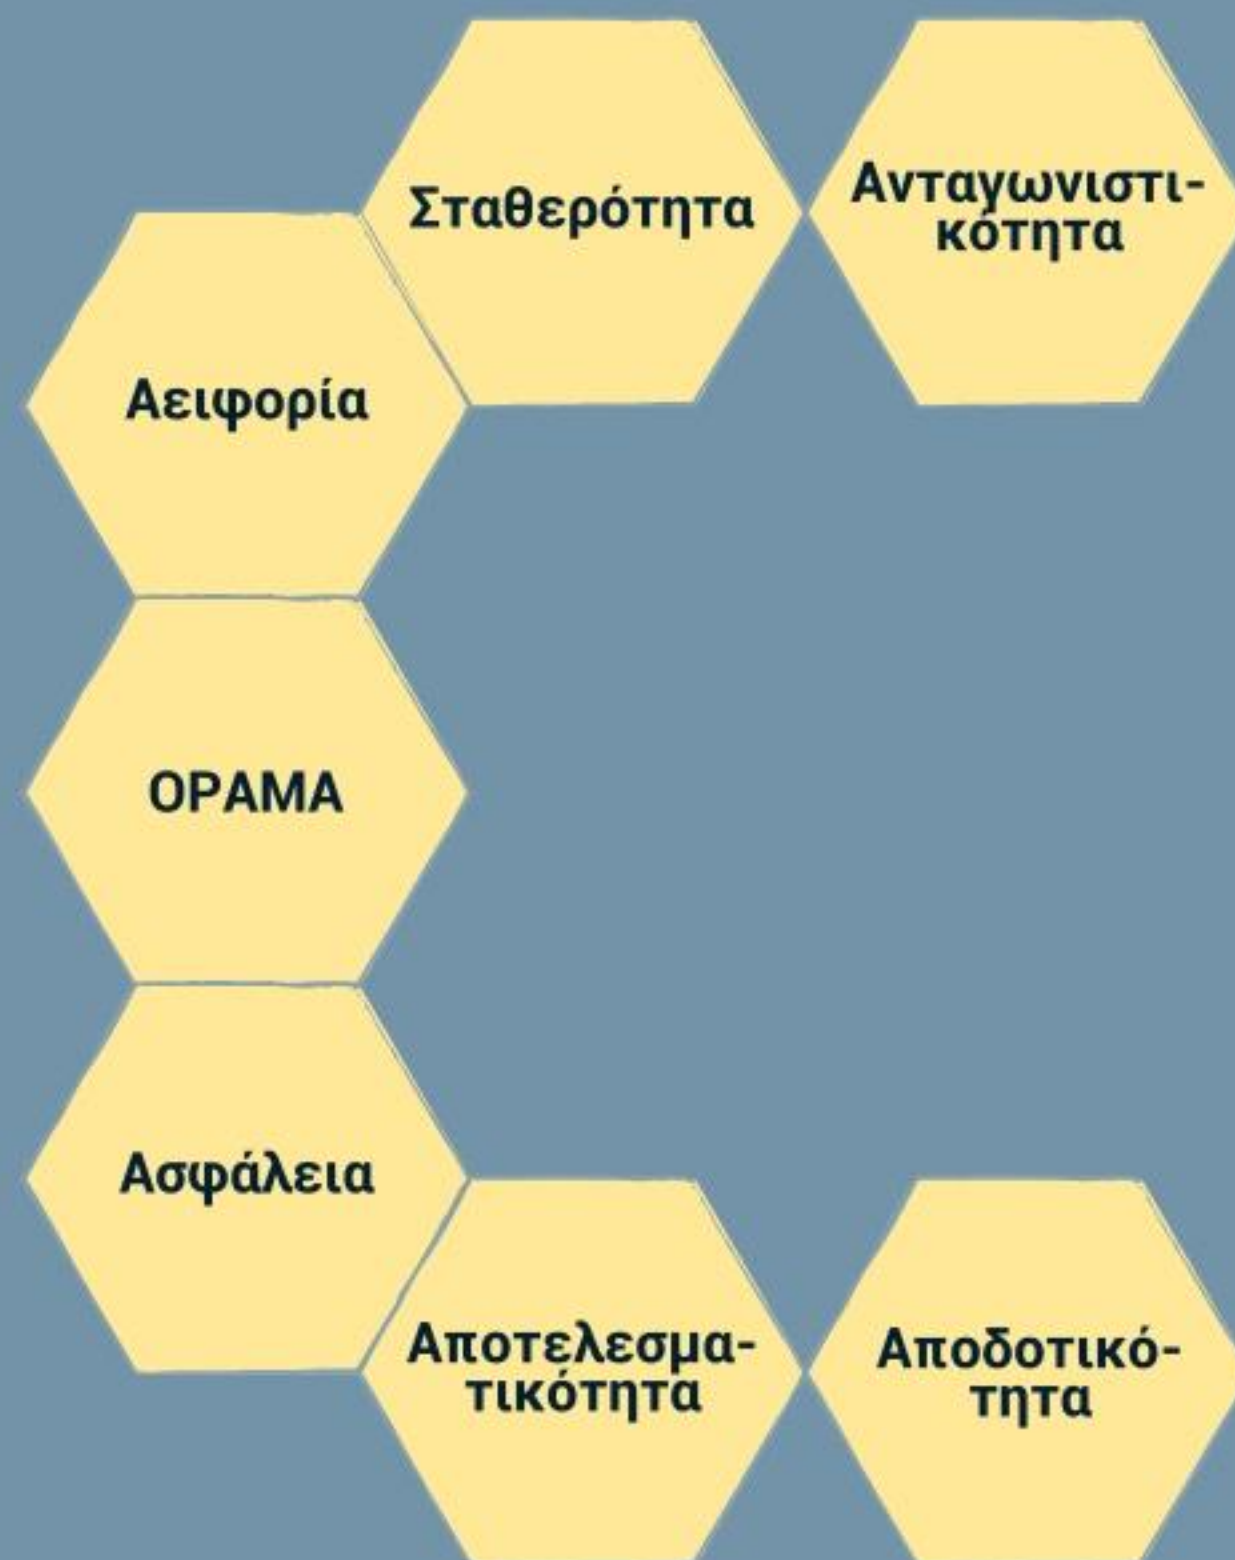 Σταθερότητα
Ανταγωνιστι-
κότητα
Αειφορία
ΟΡΑΜΑ
Ασφάλεια
Αποτελεσμα-
τικότητα
Αποδοτικό-
τητα